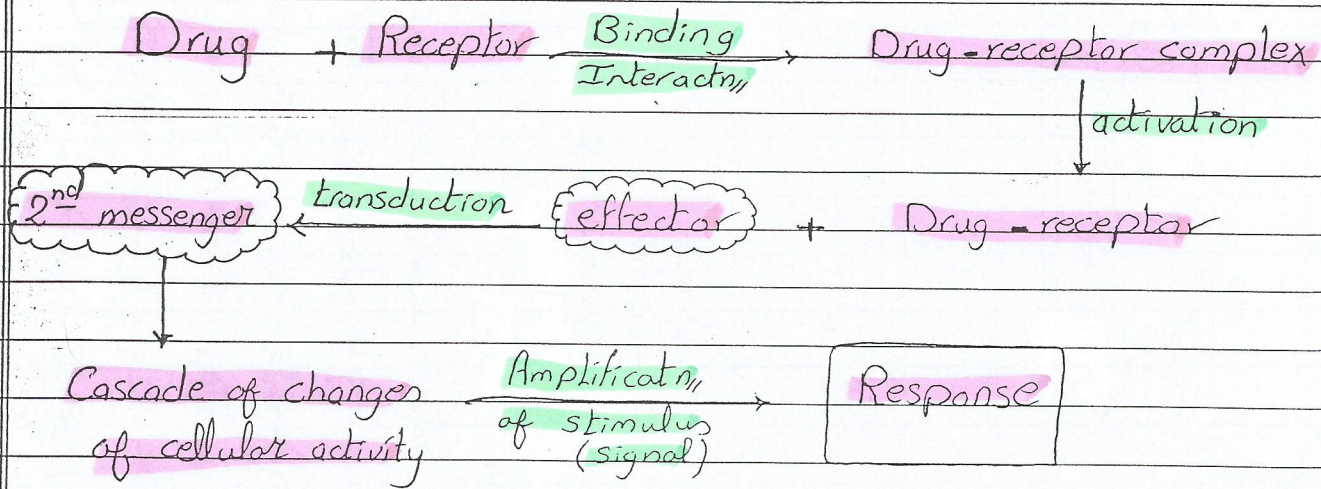 Drug + Receptor Binding Interactn,, Drug-receptor complex
activation
2nd messenger transduction effector + Drug-receptor
Cascade of changes of cellular activity Amplificatn,, of stimulus (signal) Response